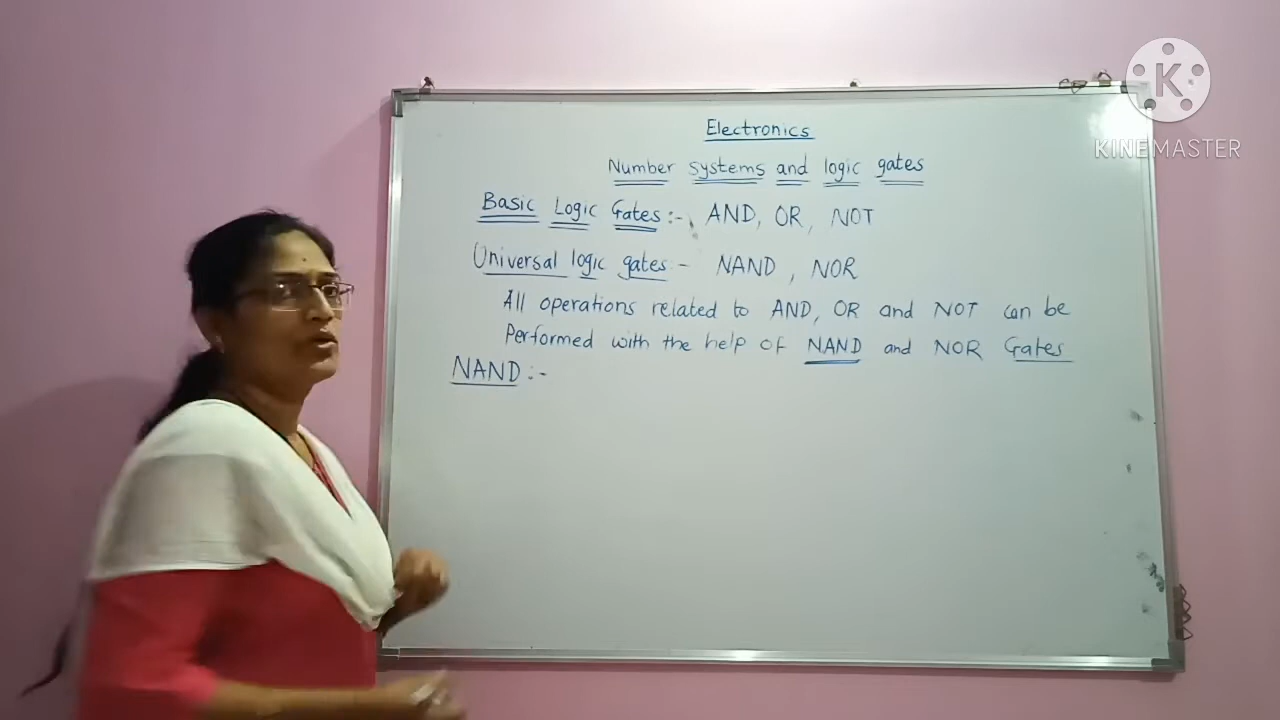 Electronics
Number systems and logic gates
Basic Logic Gates :- AND, OR, NOT
Universal logic gates - NAND, NOR
All operations related to AND, OR and NOT can be
Performed with the help of NAND and NOR Gates
NAND :-
K
KINEMASTER